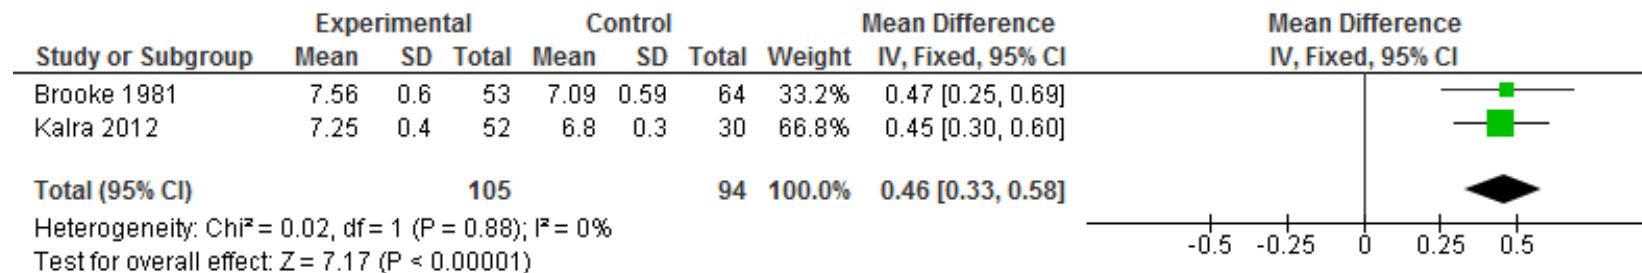 Experimental Control Mean Difference Mean Difference
Study or Subgroup Mean SD Total Mean SD Total Weight IV, Fixed, 95% CI IV, Fixed, 95% CI
Brooke 1981 7.56 0.6 53 7.09 0.59 64 33.2% 0.47 [0.25, 0.69]
Kalra 2012 7.25 0.4 52 6.8 0.3 30 66.8% 0.45 [0.30, 0.60]
Total (95% CI) 105 94 100.0% 0.46 [0.33, 0.58]
Heterogeneity: Chi² = 0.02, df = 1 (P = 0.88); I² = 0%
Test for overall effect: Z = 7.17 (P < 0.00001)
-0.5 -0.25 0 0.25 0.5